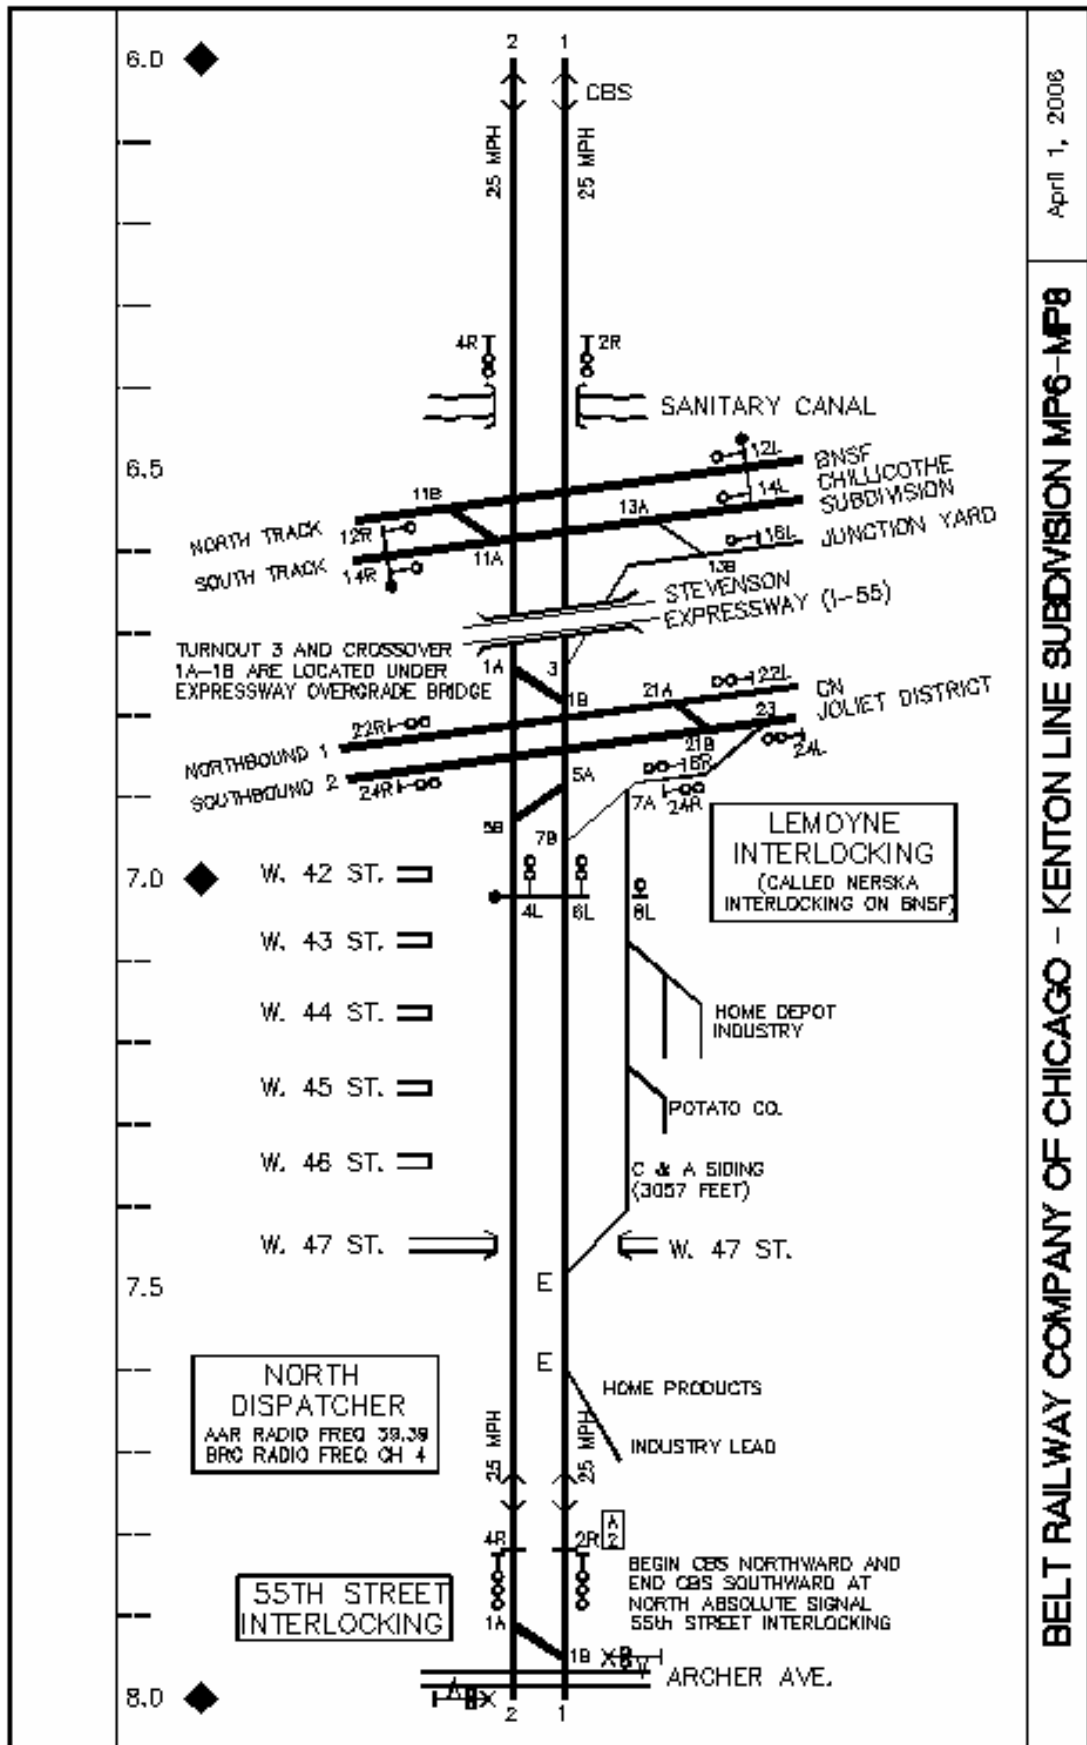 6.0
2
1
CBS
25 MPH
25 MPH
April 1, 2006
4R
2R
SANITARY CANAL
6.5
12L
BNSF
CHILLICOTHE
SUBDIVISION
11B
13A
14L
NORTH TRACK
12R
16L
JUNCTION YARD
SOUTH TRACK
14R
11A
13B
STEVENSON
EXPRESSWAY (I-55)
TURNOUT 3 AND CROSSOVER
1A-1B ARE LOCATED UNDER
EXPRESSWAY OVERGRADE BRIDGE
1A
3
1B
21A
22L
CN
JOLIET DISTRICT
22R
23
NORTHBOUND 1
21B
24L
SOUTHBOUND 2
24R
5A
18R
7A
24R
5B
7B
LEMOYNE
INTERLOCKING
(CALLED NERSKA
INTERLOCKING ON BNSF)
7.0
W. 42 ST.
4L
6L
8L
W. 43 ST.
W. 44 ST.
HOME DEPOT
INDUSTRY
W. 45 ST.
POTATO CO.
W. 46 ST.
C & A SIDING
(3057 FEET)
W. 47 ST.
W. 47 ST.
7.5
E
E
NORTH
DISPATCHER
AAR RADIO FREQ 39.39
BRC RADIO FREQ CH 4
HOME PRODUCTS
INDUSTRY LEAD
25 MPH
25 MPH
4R
2R
A
2
55TH STREET
INTERLOCKING
BEGIN CBS NORTHWARD AND
END CBS SOUTHWARD AT
NORTH ABSOLUTE SIGNAL
55th STREET INTERLOCKING
1A
1B
ARCHER AVE.
8.0
2
1
BELT RAILWAY COMPANY OF CHICAGO - KENTON LINE SUBDIVISION MP6-MP8